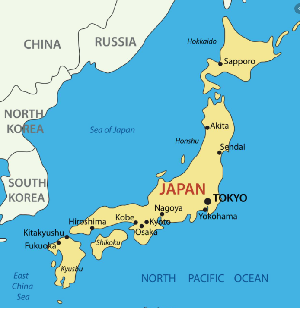 Hokkaido
CHINA
RUSSIA
Sapporo
NORTH
KOREA
Sea of Japan
Akita
Honshu
Sendai
SOUTH
KOREA
JAPAN
TOKYO
Nagoya
Yokohama
Kobe
Kyoto
Hiroshima
Osaka
Kitakyushu
Fukuoka
Shikoku
Kyushu
East
China
Sea
NORTH PACIFIC OCEAN